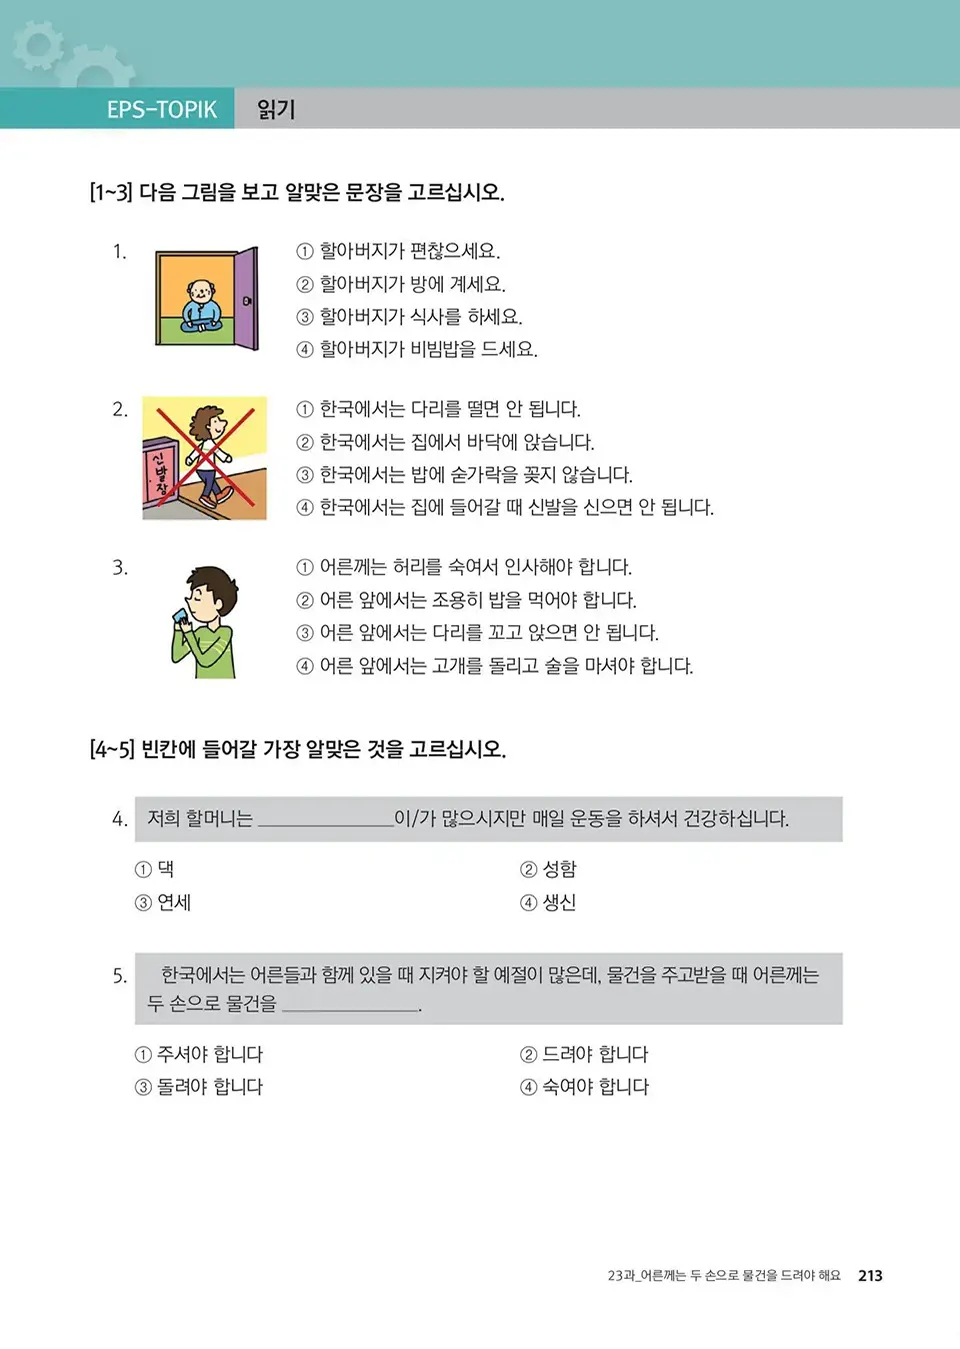 EPS-TOPIK 읽기
[1~3] 다음 그림을 보고 알맞은 문장을 고르십시오.
1.
① 할아버지가 편찮으세요.
② 할아버지가 방에 계세요.
③ 할아버지가 식사를 하세요.
④ 할아버지가 비빔밥을 드세요.
2.
신발장
① 한국에서는 다리를 떨면 안 됩니다.
② 한국에서는 집에서 바닥에 앉습니다.
③ 한국에서는 밥에 숟가락을 꽂지 않습니다.
④ 한국에서는 집에 들어갈 때 신발을 신으면 안 됩니다.
3.
① 어른께는 허리를 숙여서 인사해야 합니다.
② 어른 앞에서는 조용히 밥을 먹어야 합니다.
③ 어른 앞에서는 다리를 꼬고 앉으면 안 됩니다.
④ 어른 앞에서는 고개를 돌리고 술을 마셔야 합니다.
[4~5] 빈칸에 들어갈 가장 알맞은 것을 고르십시오.
4. 저희 할머니는 ______________이/가 많으시지만 매일 운동을 하셔서 건강하십니다.
① 댁 ② 성함
③ 연세 ④ 생신
5. 한국에서는 어른들과 함께 있을 때 지켜야 할 예절이 많은데, 물건을 주고받을 때 어른께는
두 손으로 물건을 ______________.
① 주셔야 합니다 ② 드려야 합니다
③ 돌려야 합니다 ④ 숙여야 합니다
23과_어른께는 두 손으로 물건을 드려야 해요 213